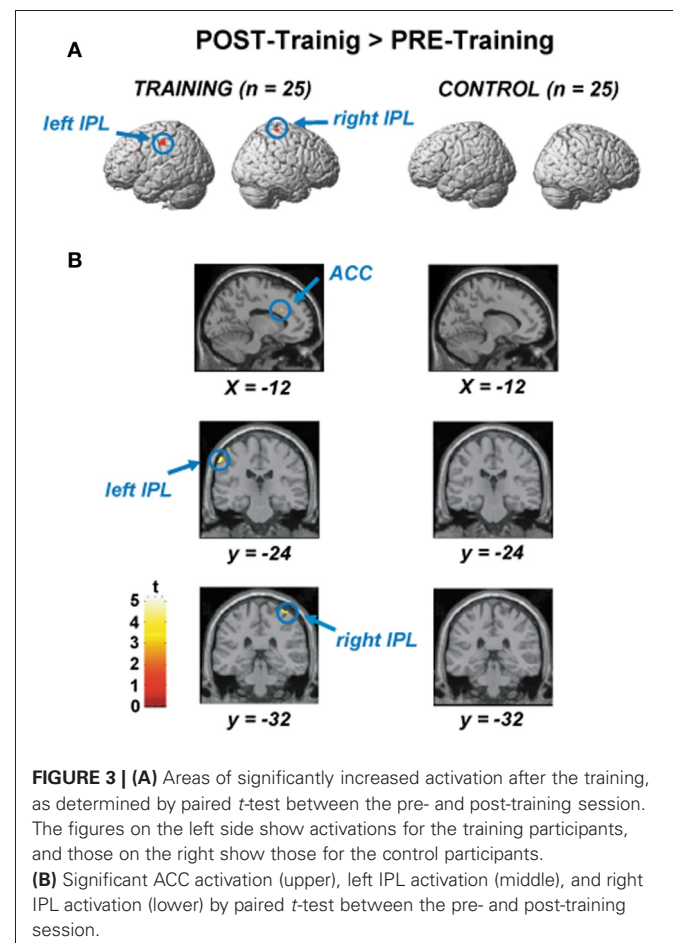 A
POST-Trainig > PRE-Training
TRAINING (n = 25)
CONTROL (n = 25)
left IPL
right IPL
B
ACC
X = -12
X = -12
left IPL
y = -24
y = -24
t
5
4
3
2
1
0
right IPL
y = -32
y = -32
FIGURE 3 | (A) Areas of significantly increased activation after the training,
as determined by paired t-test between the pre- and post-training session.
The figures on the left side show activations for the training participants,
and those on the right show those for the control participants.
(B) Significant ACC activation (upper), left IPL activation (middle), and right
IPL activation (lower) by paired t-test between the pre- and post-training
session.